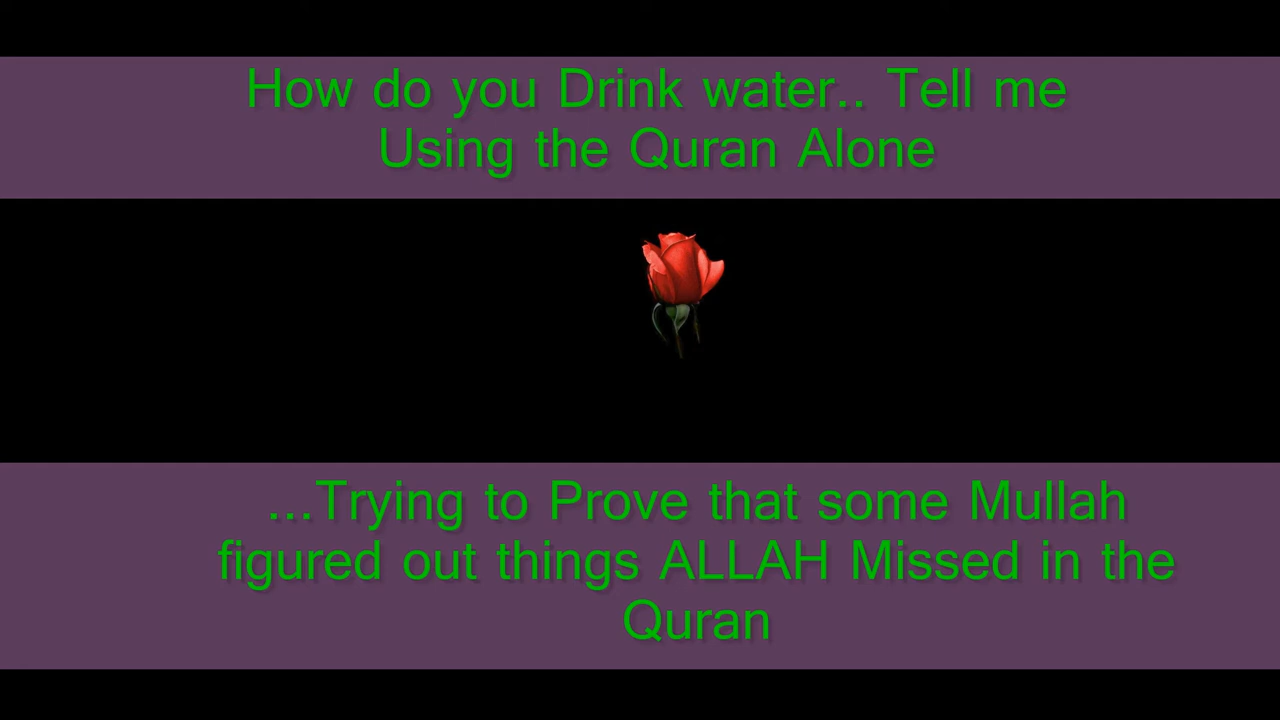 How do you Drink water.. Tell me
Using the Quran Alone
...Trying to Prove that some Mullah
figured out things ALLAH Missed in the
Quran